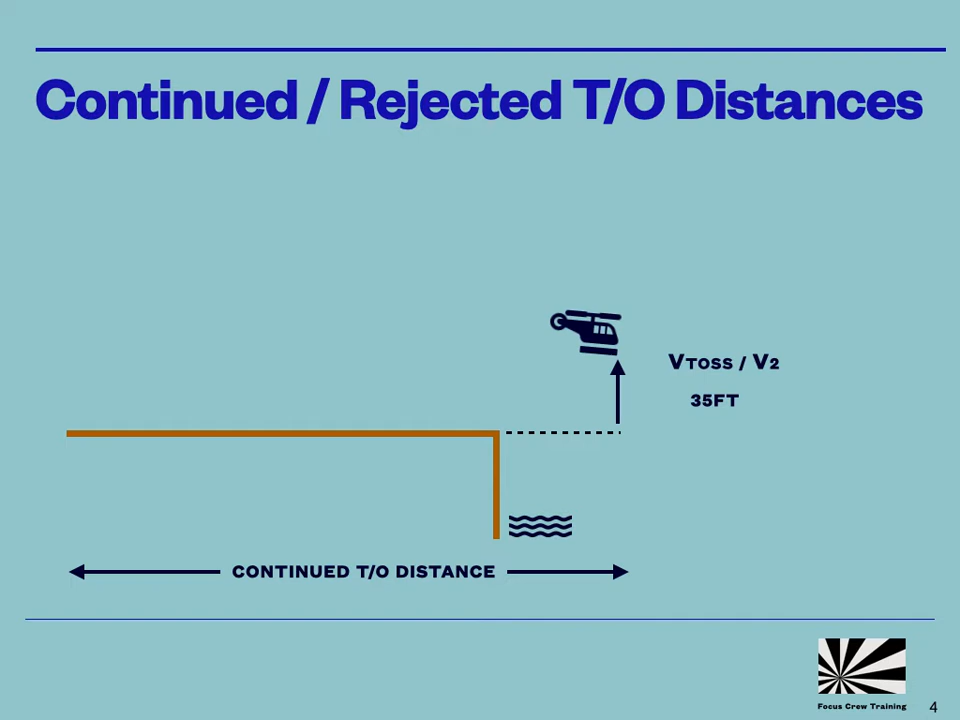 Continued / Rejected T/O Distances
VTOSS / V2
35FT
CONTINUED T/O DISTANCE
Focus Crew Training
4